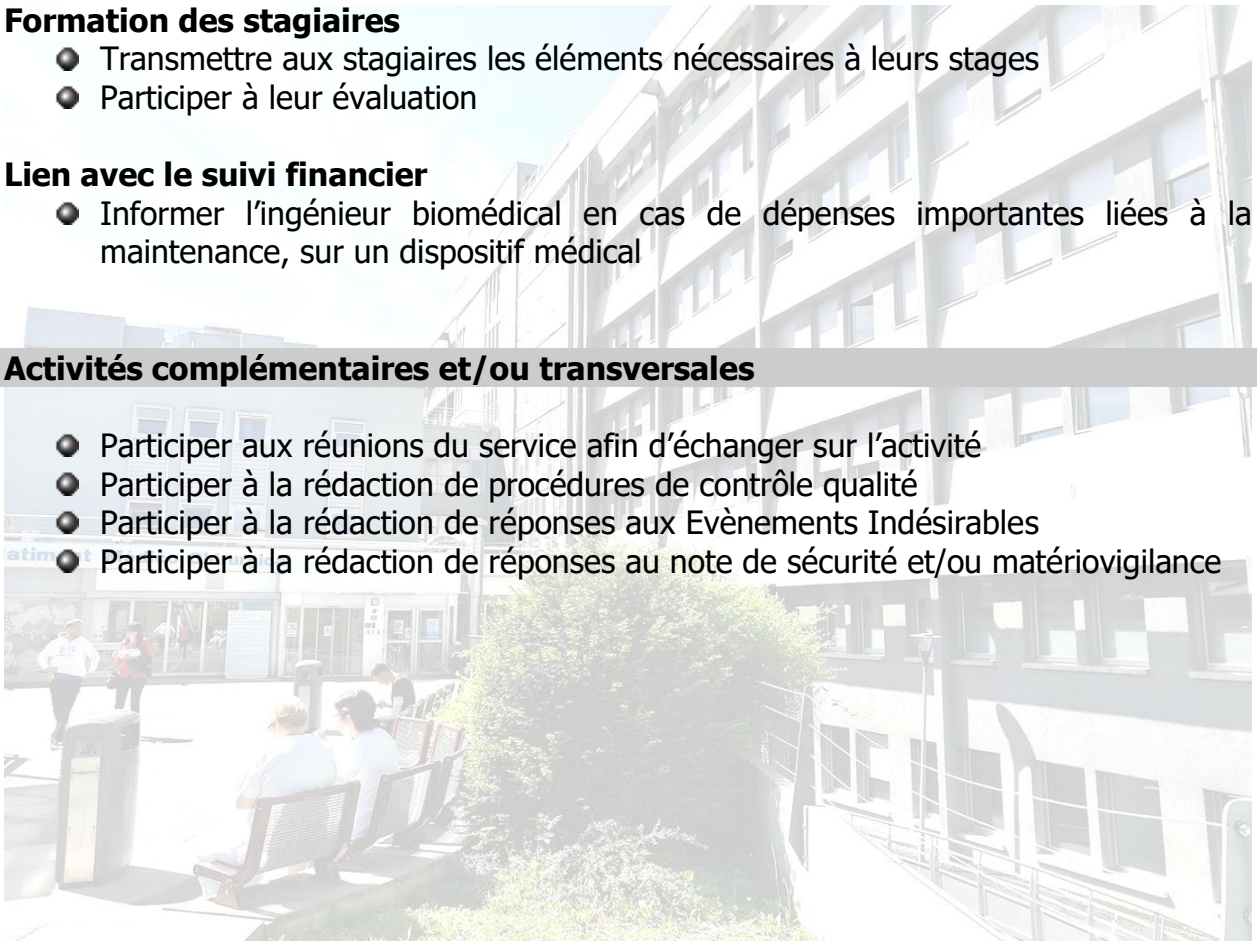 Formation des stagiaires
Transmettre aux stagiaires les éléments nécessaires à leurs stages
Participer à leur évaluation
Lien avec le suivi financier
Informer l'ingénieur biomédical en cas de dépenses importantes liées à la
maintenance, sur un dispositif médical
Activités complémentaires et/ou transversales
Participer aux réunions du service afin d'échanger sur l'activité
Participer à la rédaction de procédures de contrôle qualité
Participer à la rédaction de réponses aux Evènements Indésirables
Participer à la rédaction de réponses au note de sécurité et/ou matériovigilance